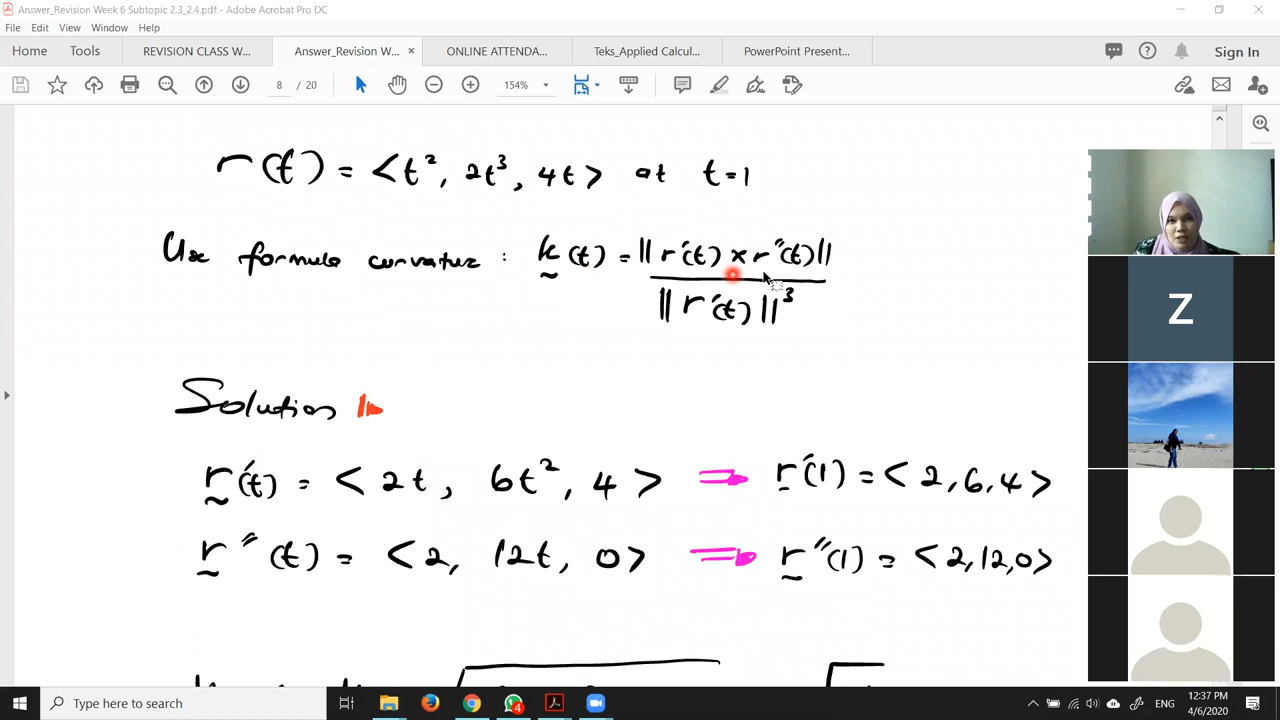 Answer_Revision Week 6 Subtopic 2.3_2.4.pdf - Adobe Acrobat Pro DC
File Edit View Window Help
Home Tools REVISION CLASS W... Answer_Revision W... × ONLINE ATTENDA... Teks_Applied Calcul... PowerPoint Present... Sign In
8 / 20 154%
r(t) = <t², 2t³, 4t> at t=1
Use formula curvature : k(t) = ‖r'(t) × r''(t)‖
‖r'(t)‖³
Z
Solution
r'(t) = <2t, 6t², 4> ⇒ r'(1) = <2,6,4>
r''(t) = <2, 12t, 0> ⇒ r''(1) = <2,12,0>
Type here to search
4
ENG
12:37 PM
4/6/2020